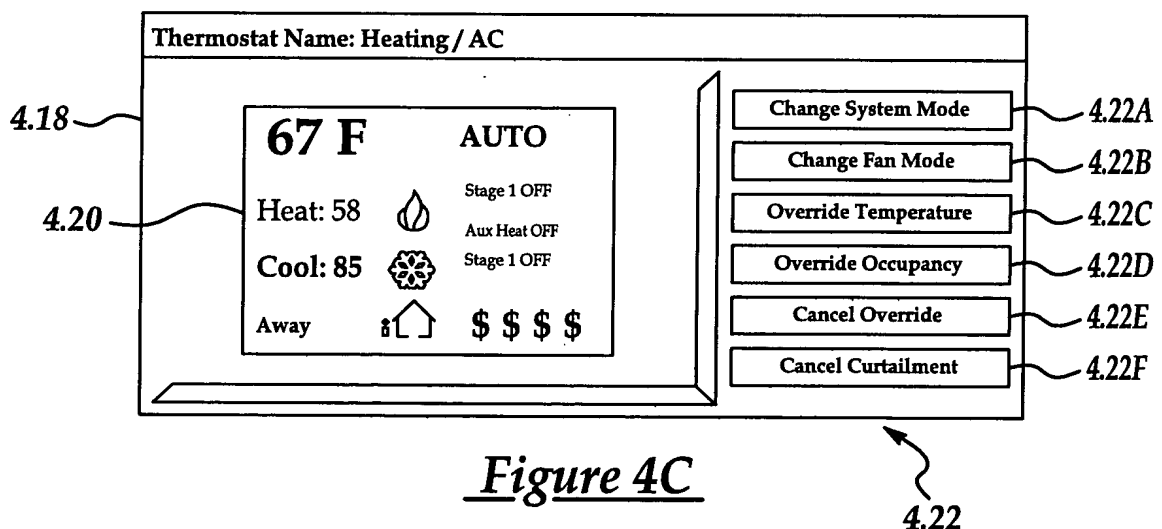 Thermostat Name: Heating / AC
4.18
67 F AUTO
Stage 1 OFF
Heat: 58
Aux Heat OFF
4.20
Cool: 85 Stage 1 OFF
Away $ $ $ $
Change System Mode 4.22A
Change Fan Mode 4.22B
Override Temperature 4.22C
Override Occupancy 4.22D
Cancel Override 4.22E
Cancel Curtailment 4.22F
Figure 4C
4.22